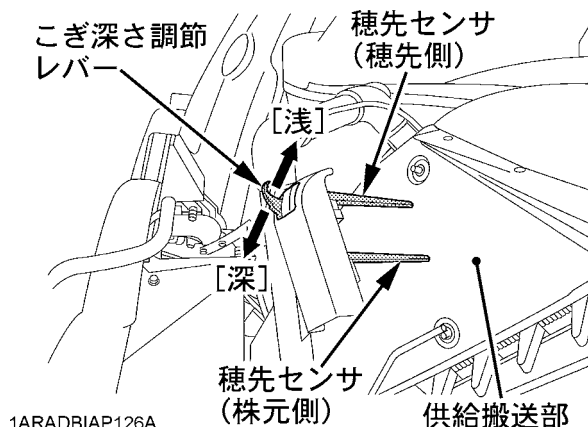 こぎ深さ調節
レバー
穂先センサ
(穂先側)
[浅]
[深]
穂先センサ
(株元側)
供給搬送部
1ARADBIAP126A